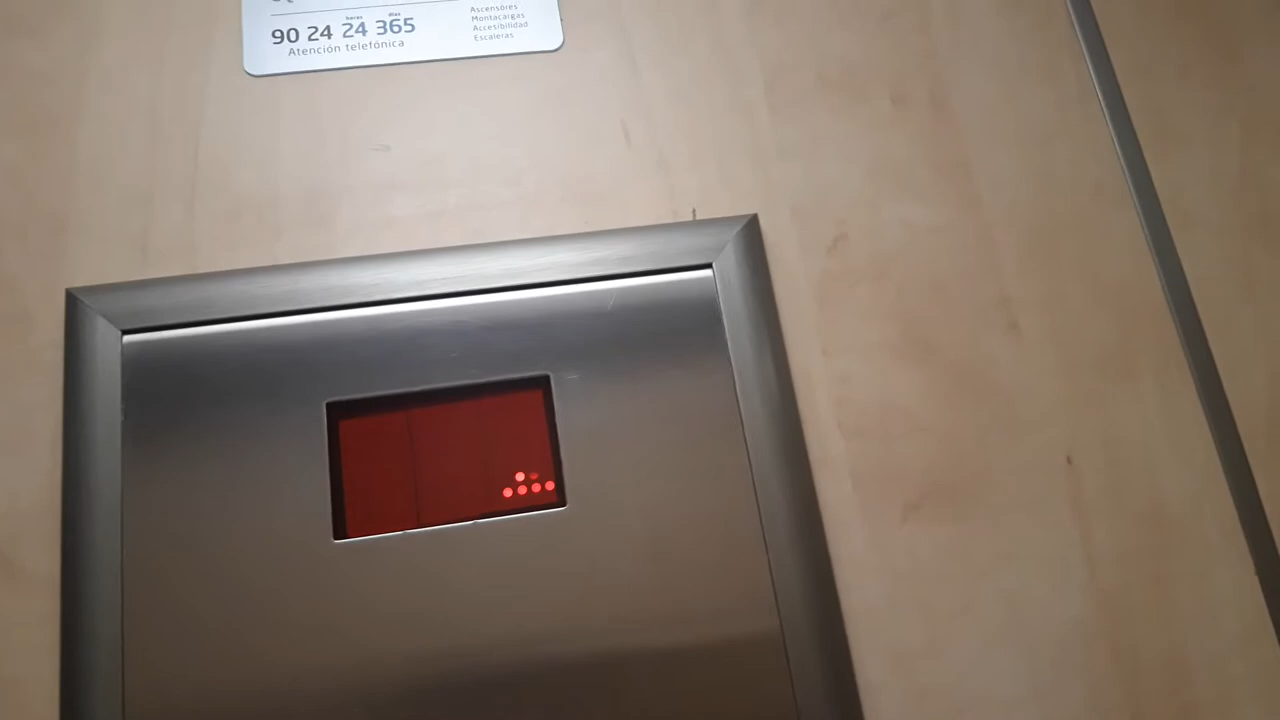 horas días
90 24 24 365
Atención telefónica
Ascensores
Montacargas
Accesibilidad
Escaleras